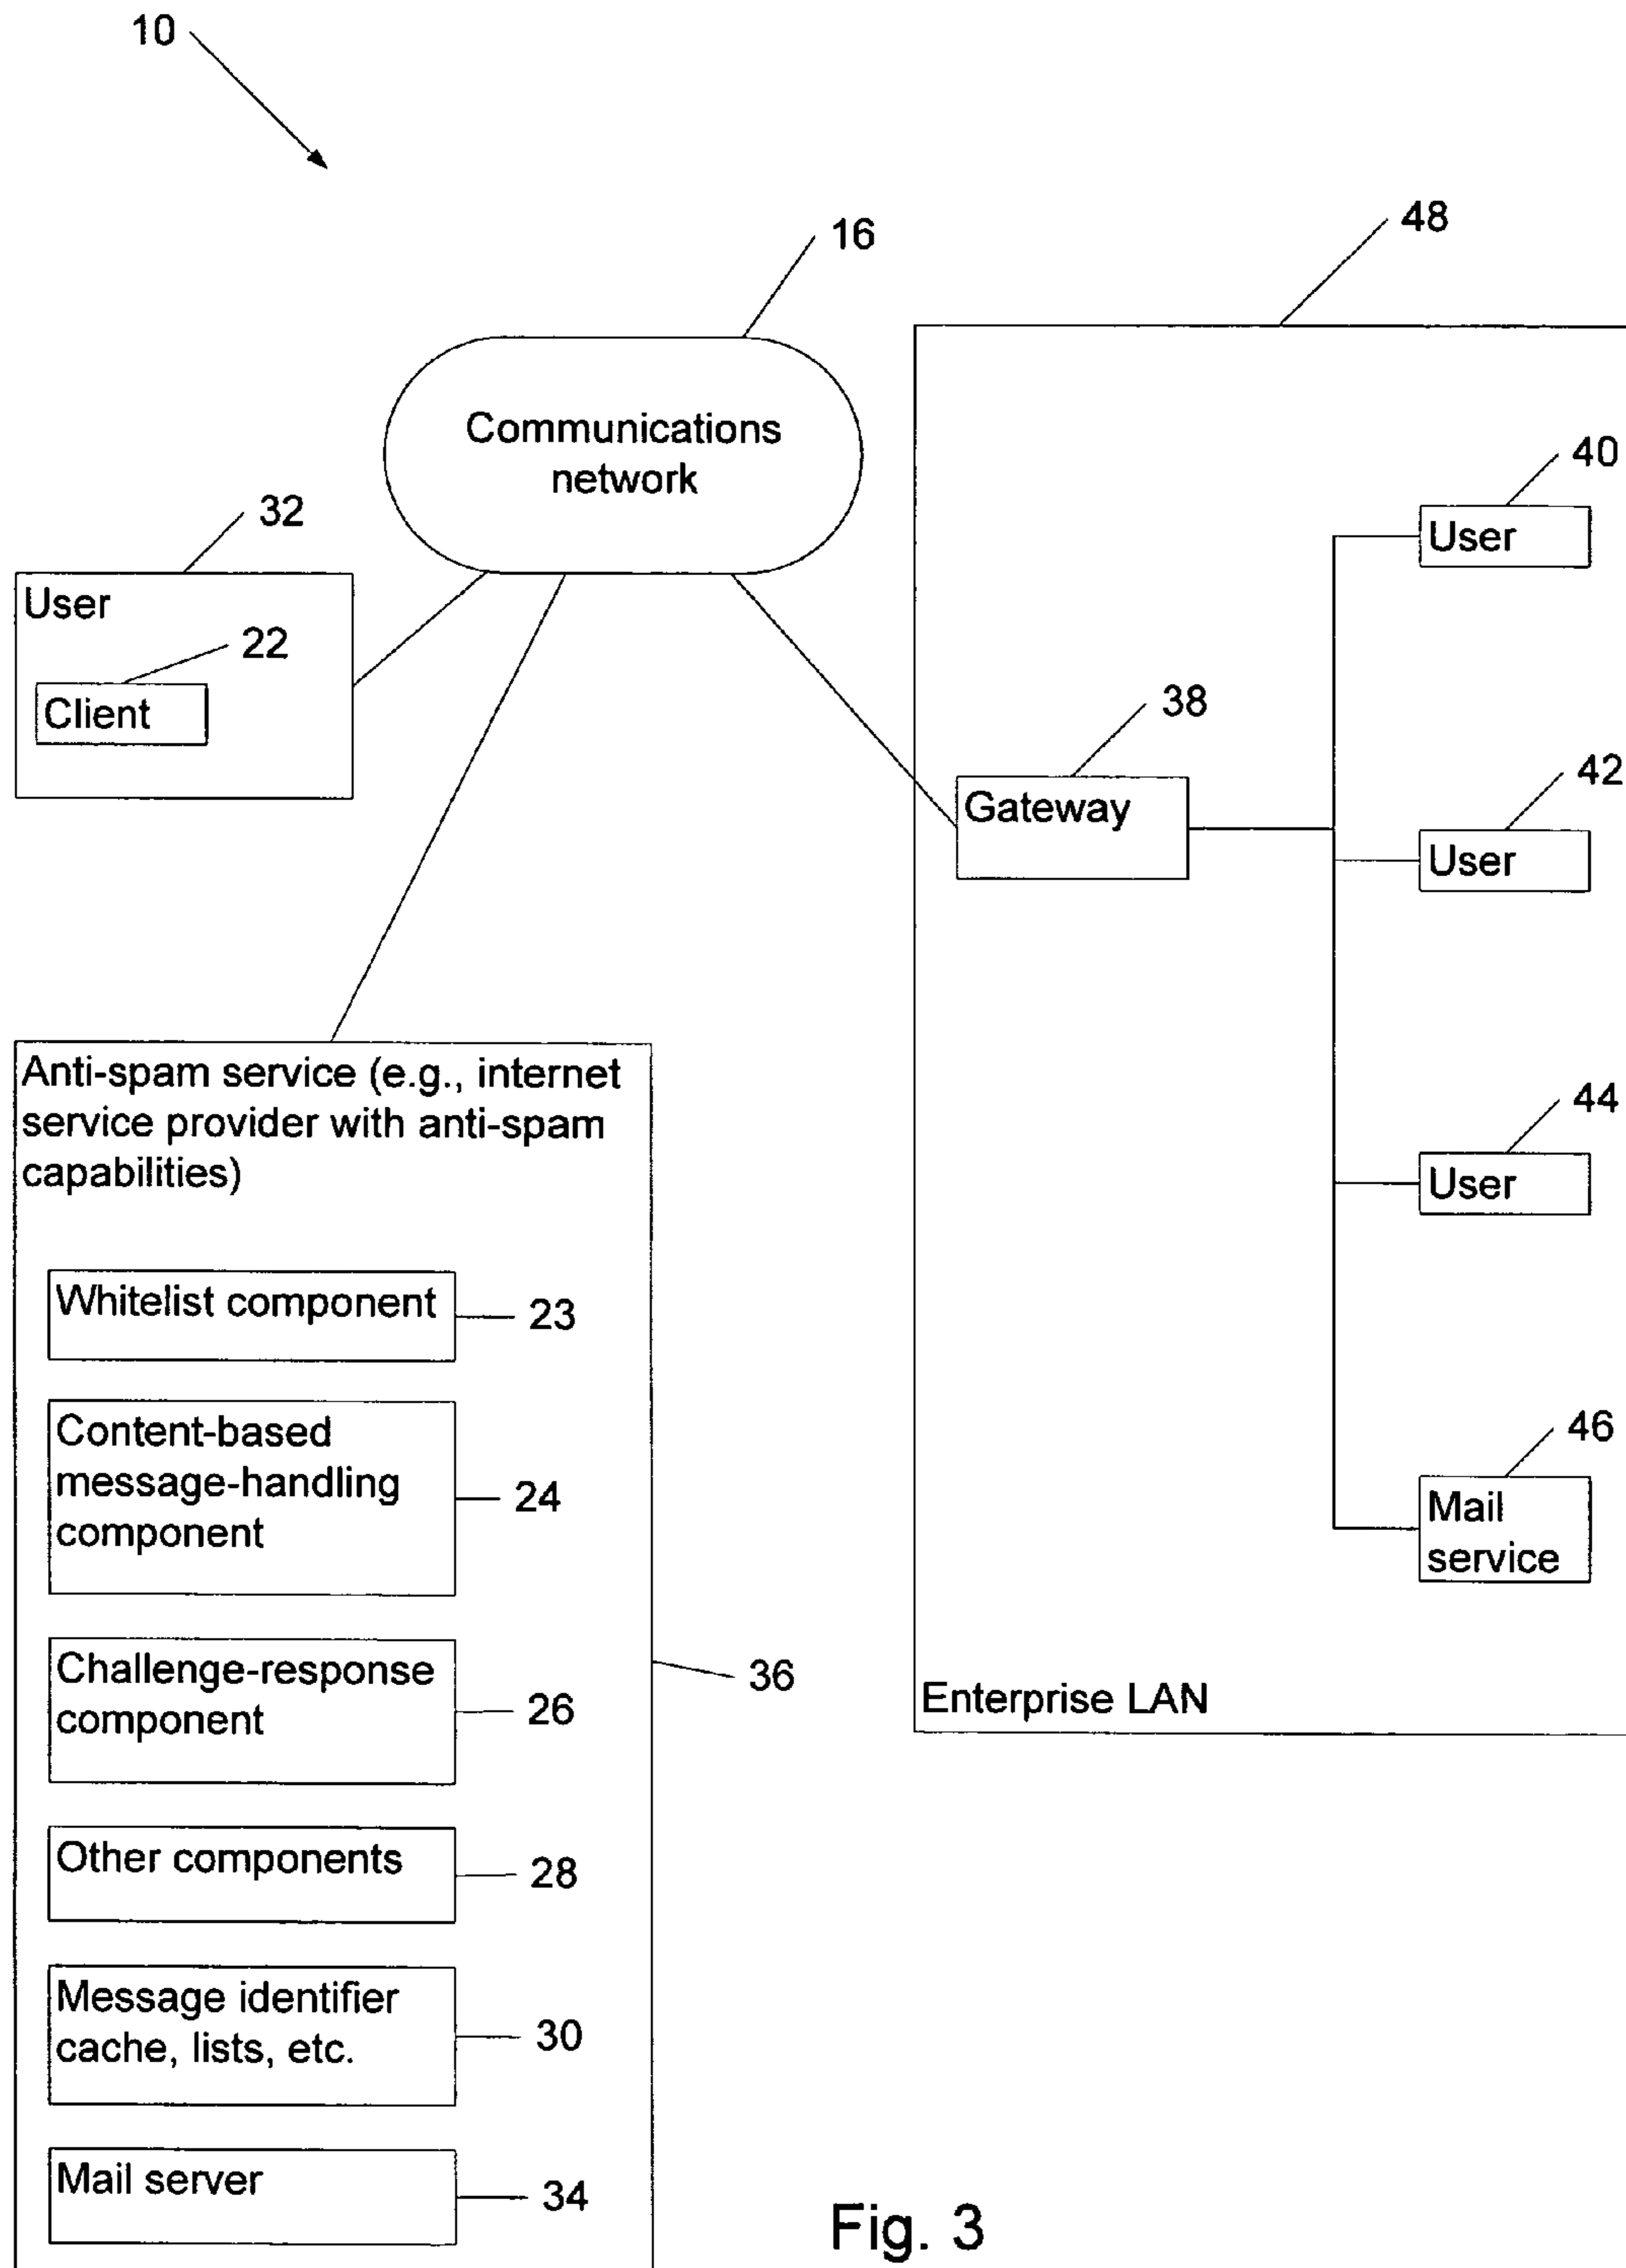 10
16
48
Communications
network
40
User
32
User
22
Client
38
Gateway
42
User
44
User
Anti-spam service (e.g., internet
service provider with anti-spam
capabilities)
Whitelist component
23
Content-based
message-handling
component
24
46
Mail
service
Challenge-response
component
26
36
Enterprise LAN
Other components
28
Message identifier
cache, lists, etc.
30
Mail server
34
Fig. 3